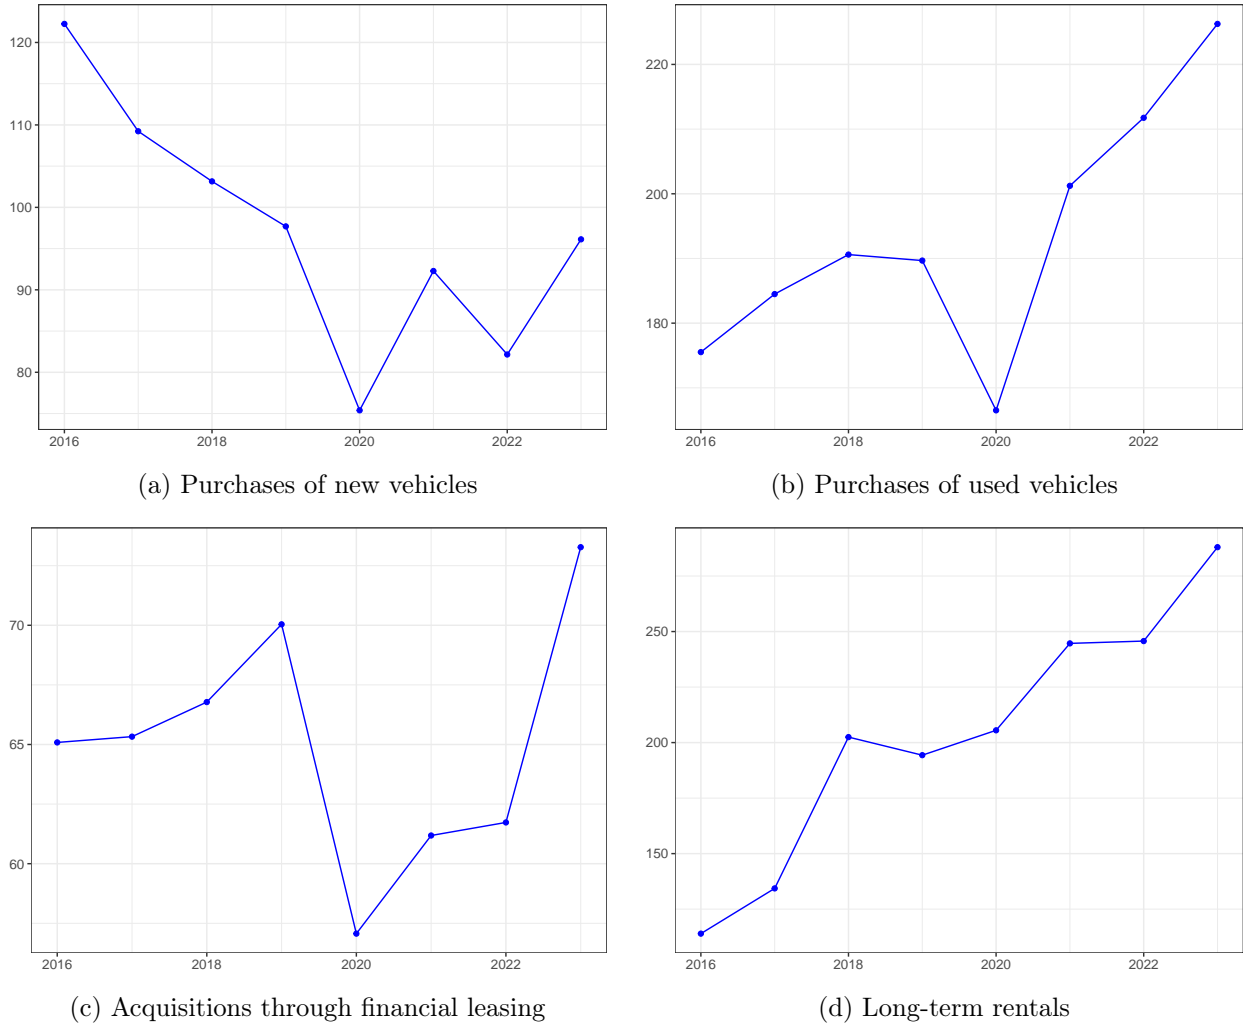 120
110
100
90
80
2016 2018 2020 2022
(a) Purchases of new vehicles
220
200
180
2016 2018 2020 2022
(b) Purchases of used vehicles
70
65
60
2016 2018 2020 2022
(c) Acquisitions through financial leasing
250
200
150
2016 2018 2020 2022
(d) Long-term rentals